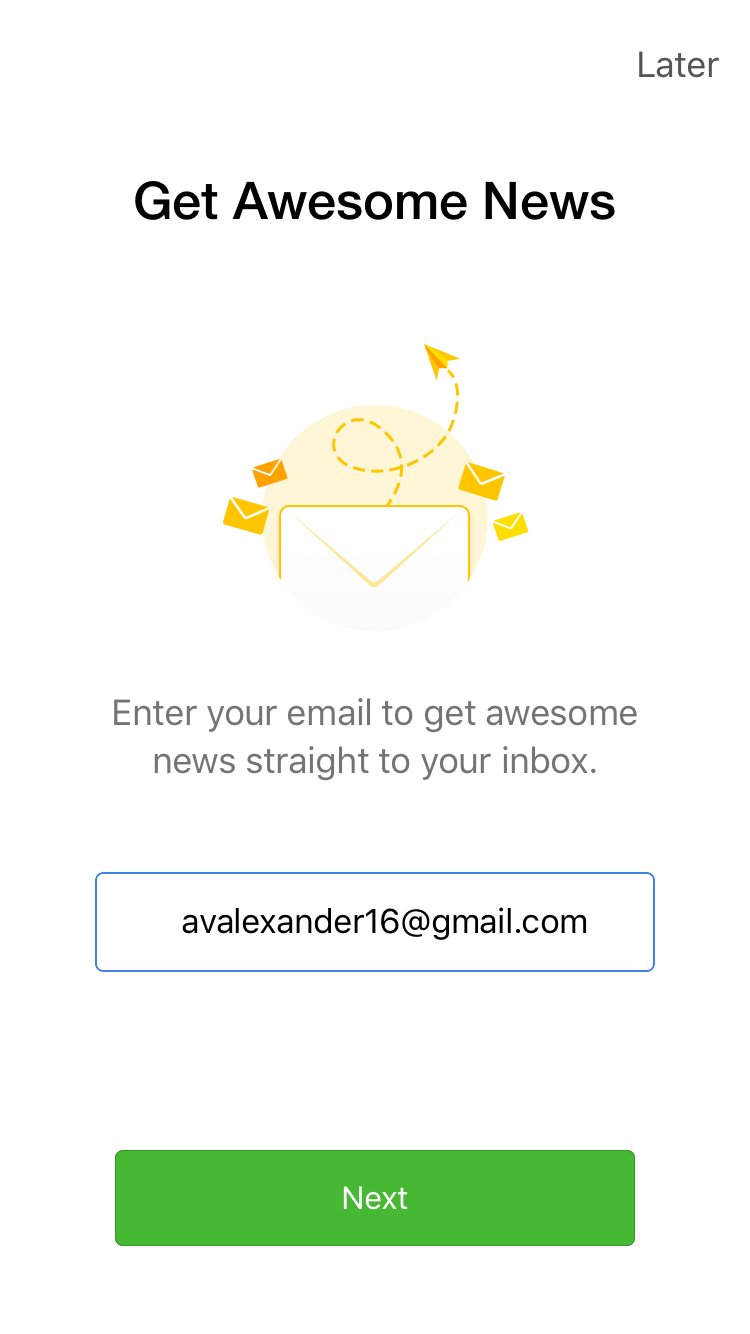 Later
Get Awesome News
Enter your email to get awesome
news straight to your inbox.
avalexander16@gmail.com
Next